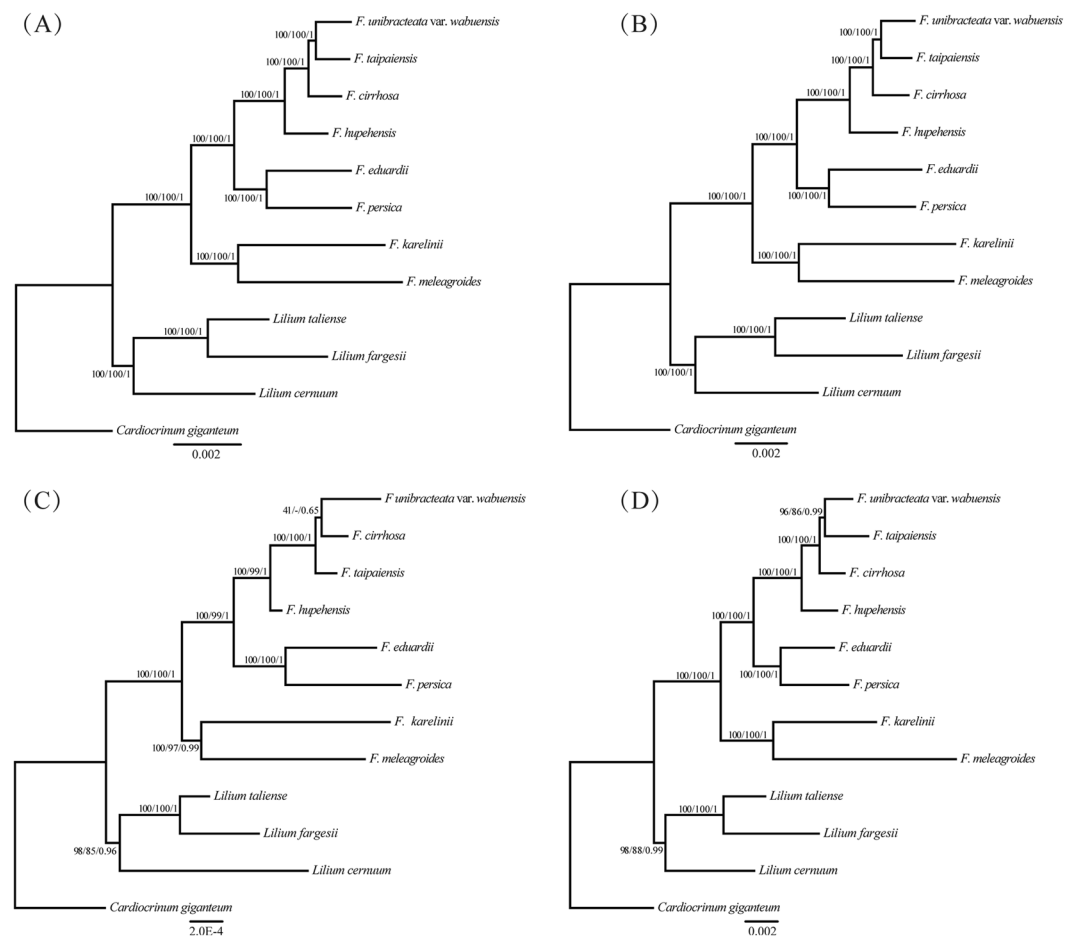 (A)
F. unibracteata var. wabuensis
100/100/1
F. taipaiensis
100/100/1
F. cirrhosa
100/100/1
F. hupehensis
100/100/1
F. eduardii
100/100/1
F. persica
100/100/1
F. karelinii
100/100/1
F. meleagroides
Lilium taliense
100/100/1
Lilium fargesii
100/100/1
Lilium cernuum
Cardiocrinum giganteum
0.002
(B)
F. unibracteata var. wabuensis
100/100/1
F. taipaiensis
100/100/1
F. cirrhosa
100/100/1
F. hupehensis
100/100/1
F. eduardii
100/100/1
F. persica
100/100/1
F. karelinii
100/100/1
F. meleagroides
Lilium taliense
100/100/1
Lilium fargesii
100/100/1
Lilium cernuum
Cardiocrinum giganteum
0.002
(C)
F unibracteata var. wabuensis
41/-/0.65
F. cirrhosa
100/100/1
F. taipaiensis
100/99/1
F. hupehensis
100/99/1
F. eduardii
100/100/1
F. persica
100/100/1
F. karelinii
100/97/0.99
F. meleagroides
Lilium taliense
100/100/1
Lilium fargesii
98/85/0.96
Lilium cernuum
Cardiocrinum giganteum
2.0E-4
(D)
F. unibracteata var. wabuensis
96/86/0.99
F. taipaiensis
100/100/1
F. cirrhosa
100/100/1
F. hupehensis
100/100/1
F. eduardii
100/100/1
F. persica
100/100/1
F. karelinii
100/100/1
F. meleagroides
Lilium taliense
100/100/1
Lilium fargesii
98/88/0.99
Lilium cernuum
Cardiocrinum giganteum
0.002